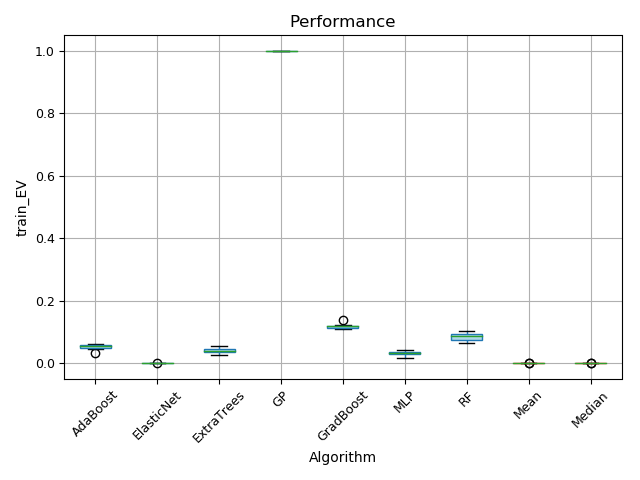 Performance
train_EV
1.0
0.8
0.6
0.4
0.2
0.0
AdaBoost
ElasticNet
ExtraTrees
GP
GradBoost
MLP
RF
Mean
Median
Algorithm